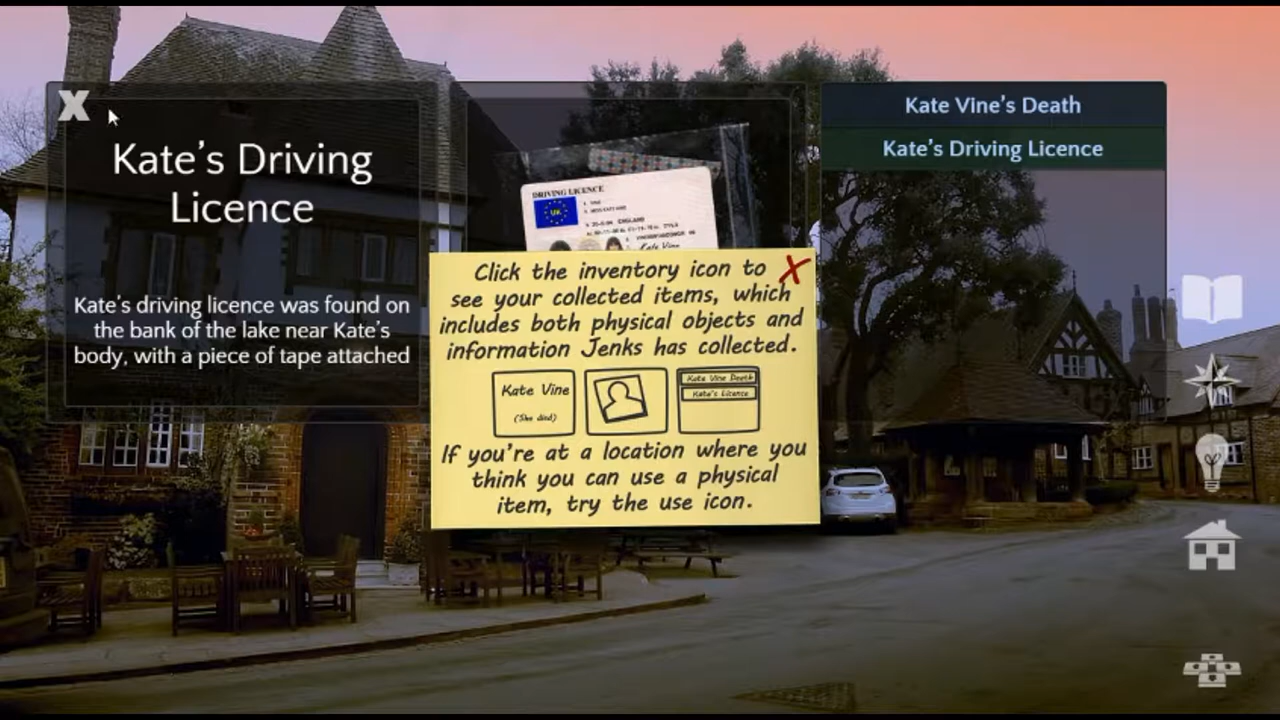 X
Kate's Driving
Licence
Kate's driving licence was found on
the bank of the lake near Kate's
body, with a piece of tape attached
DRIVING LICENCE
UK
ENGLAND
Kate Vine
Click the inventory icon to X
see your collected items, which
includes both physical objects and
information Jenks has collected.
Kate Vine
(She died)
Kate Vine Death
Kate's Licence
If you're at a location where you
think you can use a physical
item, try the use icon.
Kate Vine's Death
Kate's Driving Licence